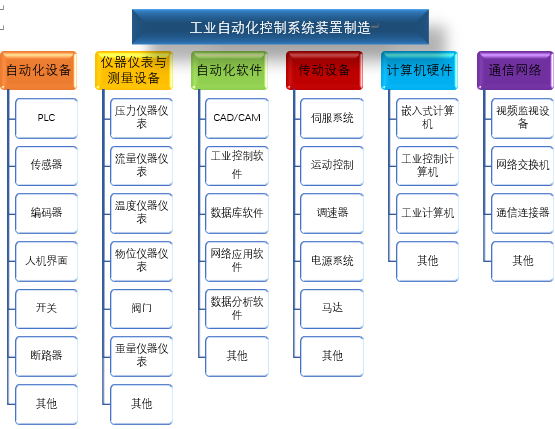 工业自动化控制系统装置制造
自动化设备
PLC
传感器
编码器
人机界面
开关
断路器
其他
仪器仪表与
测量设备
压力仪器仪
表
流量仪器仪
表
温度仪器仪
表
物位仪器仪
表
阀门
重量仪器仪
表
其他
自动化软件
CAD/CAM
工业控制软
件
数据库软件
网络应用软
件
数据分析软
件
其他
传动设备
伺服系统
运动控制
调速器
电源系统
马达
其他
计算机硬件
嵌入式计算
机
工业控制计
算机
工业计算机
其他
通信网络
视频监视设
备
网络交换机
通信连接器
其他